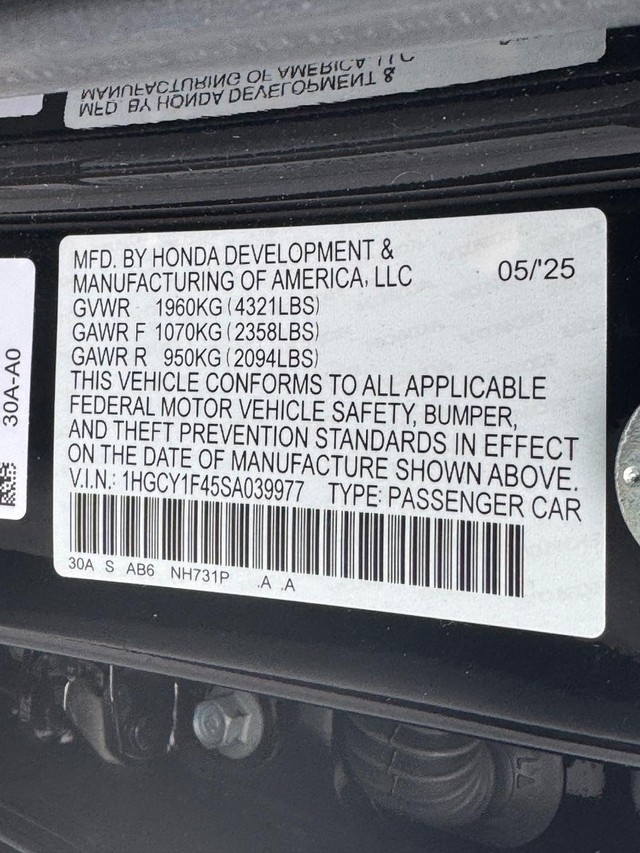 MANUFACTURING OF AMERICA, LLC
MFD. BY HONDA DEVELOPMENT &
MFD. BY HONDA DEVELOPMENT &
MANUFACTURING OF AMERICA, LLC
05/'25
GVWR 1960KG (4321LBS)
GAWR F 1070KG (2358LBS)
GAWR R 950KG (2094LBS)
THIS VEHICLE CONFORMS TO ALL APPLICABLE
FEDERAL MOTOR VEHICLE SAFETY, BUMPER,
AND THEFT PREVENTION STANDARDS IN EFFECT
ON THE DATE OF MANUFACTURE SHOWN ABOVE.
V.I.N.: 1HGCY1F45SA039977 TYPE: PASSENGER CAR
30A S AB6 NH731P .A .A
30A-A0